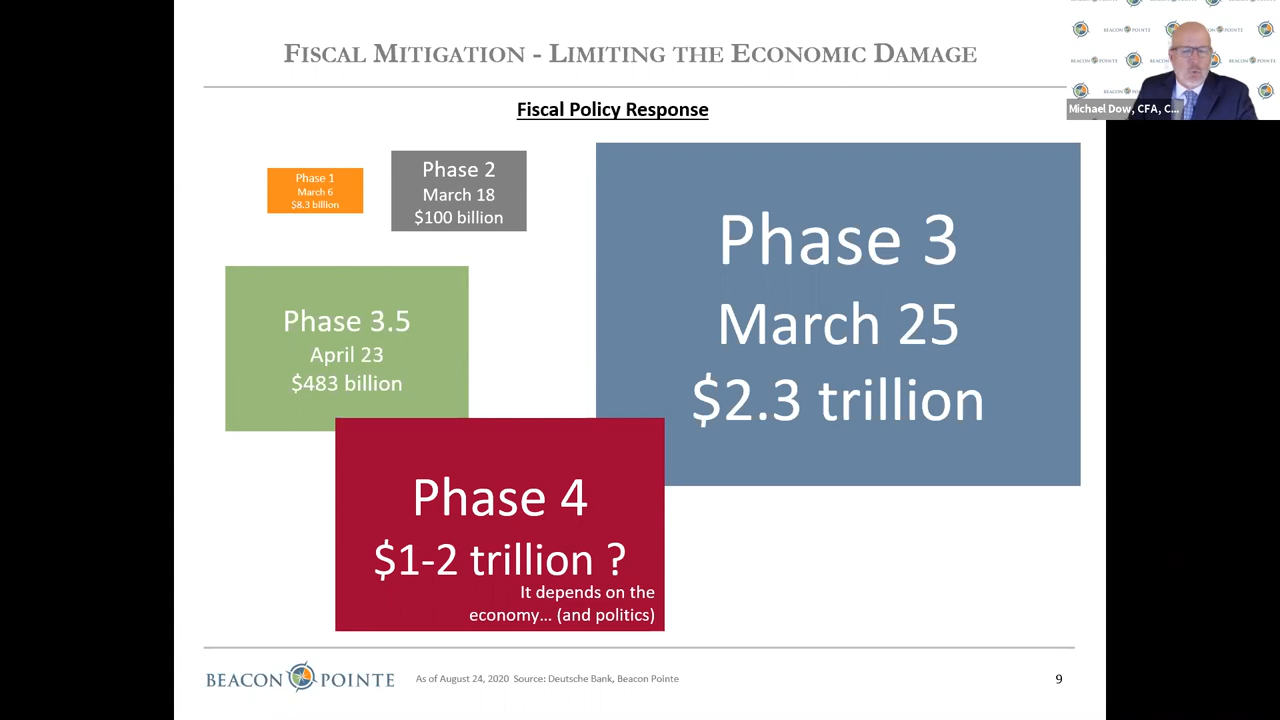 FISCAL MITIGATION - LIMITING THE ECONOMIC DAMAGE
Fiscal Policy Response
Phase 1
March 6
$8.3 billion
Phase 2
March 18
$100 billion
Phase 3
March 25
$2.3 trillion
Phase 3.5
April 23
$483 billion
Phase 4
$1-2 trillion ?
It depends on the
economy... (and politics)
BEACON POINTE
As of August 24, 2020 Source: Deutsche Bank, Beacon Pointe
9
BEACON POINTE
Michael Dow, CFA, C...